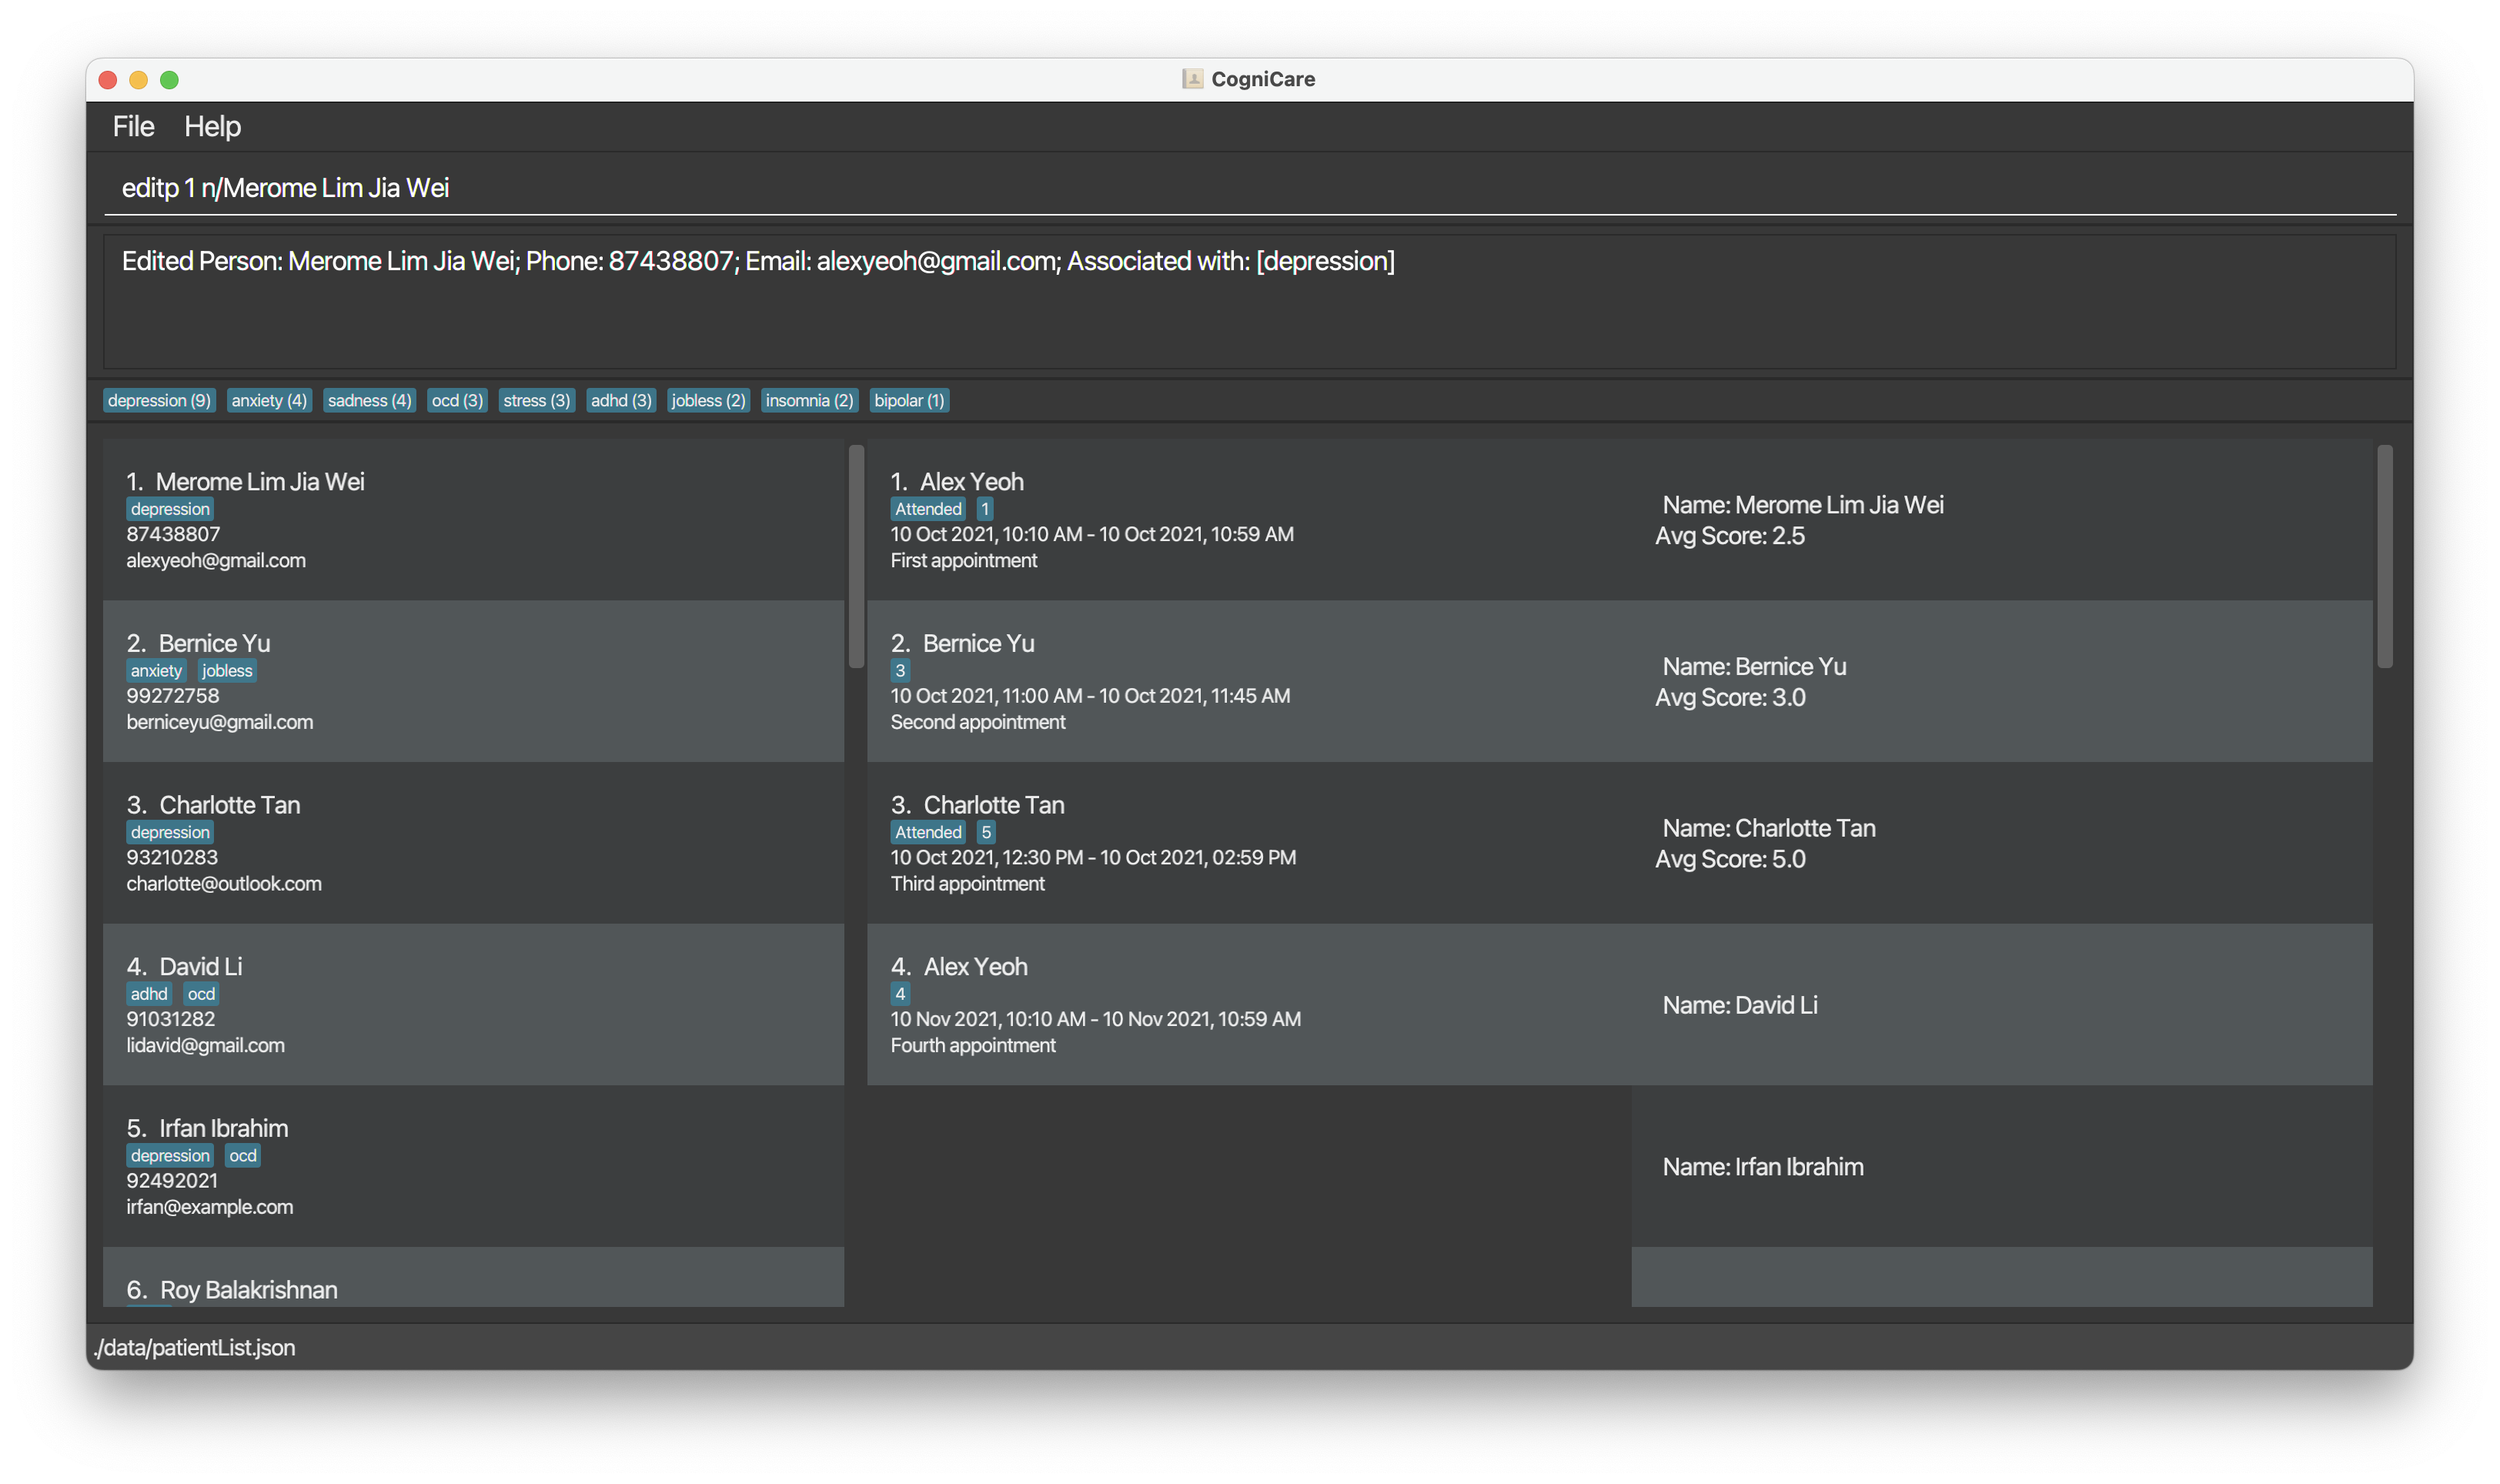 CogniCare
File Help
editp 1 n/Merome Lim Jia Wei
Edited Person: Merome Lim Jia Wei; Phone: 87438807; Email: alexyeoh@gmail.com; Associated with: [depression]
depression (9) anxiety (4) sadness (4) ocd (3) stress (3) adhd (3) jobless (2) insomnia (2) bipolar (1)
1. Merome Lim Jia Wei
depression
87438807
alexyeoh@gmail.com
2. Bernice Yu
anxiety jobless
99272758
berniceyu@gmail.com
3. Charlotte Tan
depression
93210283
charlotte@outlook.com
4. David Li
adhd ocd
91031282
lidavid@gmail.com
5. Irfan Ibrahim
depression ocd
92492021
irfan@example.com
6. Roy Balakrishnan
1. Alex Yeoh
Attended 1
10 Oct 2021, 10:10 AM - 10 Oct 2021, 10:59 AM
First appointment
2. Bernice Yu
3
10 Oct 2021, 11:00 AM - 10 Oct 2021, 11:45 AM
Second appointment
3. Charlotte Tan
Attended 5
10 Oct 2021, 12:30 PM - 10 Oct 2021, 02:59 PM
Third appointment
4. Alex Yeoh
4
10 Nov 2021, 10:10 AM - 10 Nov 2021, 10:59 AM
Fourth appointment
Name: Merome Lim Jia Wei
Avg Score: 2.5
Name: Bernice Yu
Avg Score: 3.0
Name: Charlotte Tan
Avg Score: 5.0
Name: David Li
Name: Irfan Ibrahim
./data/patientList.json